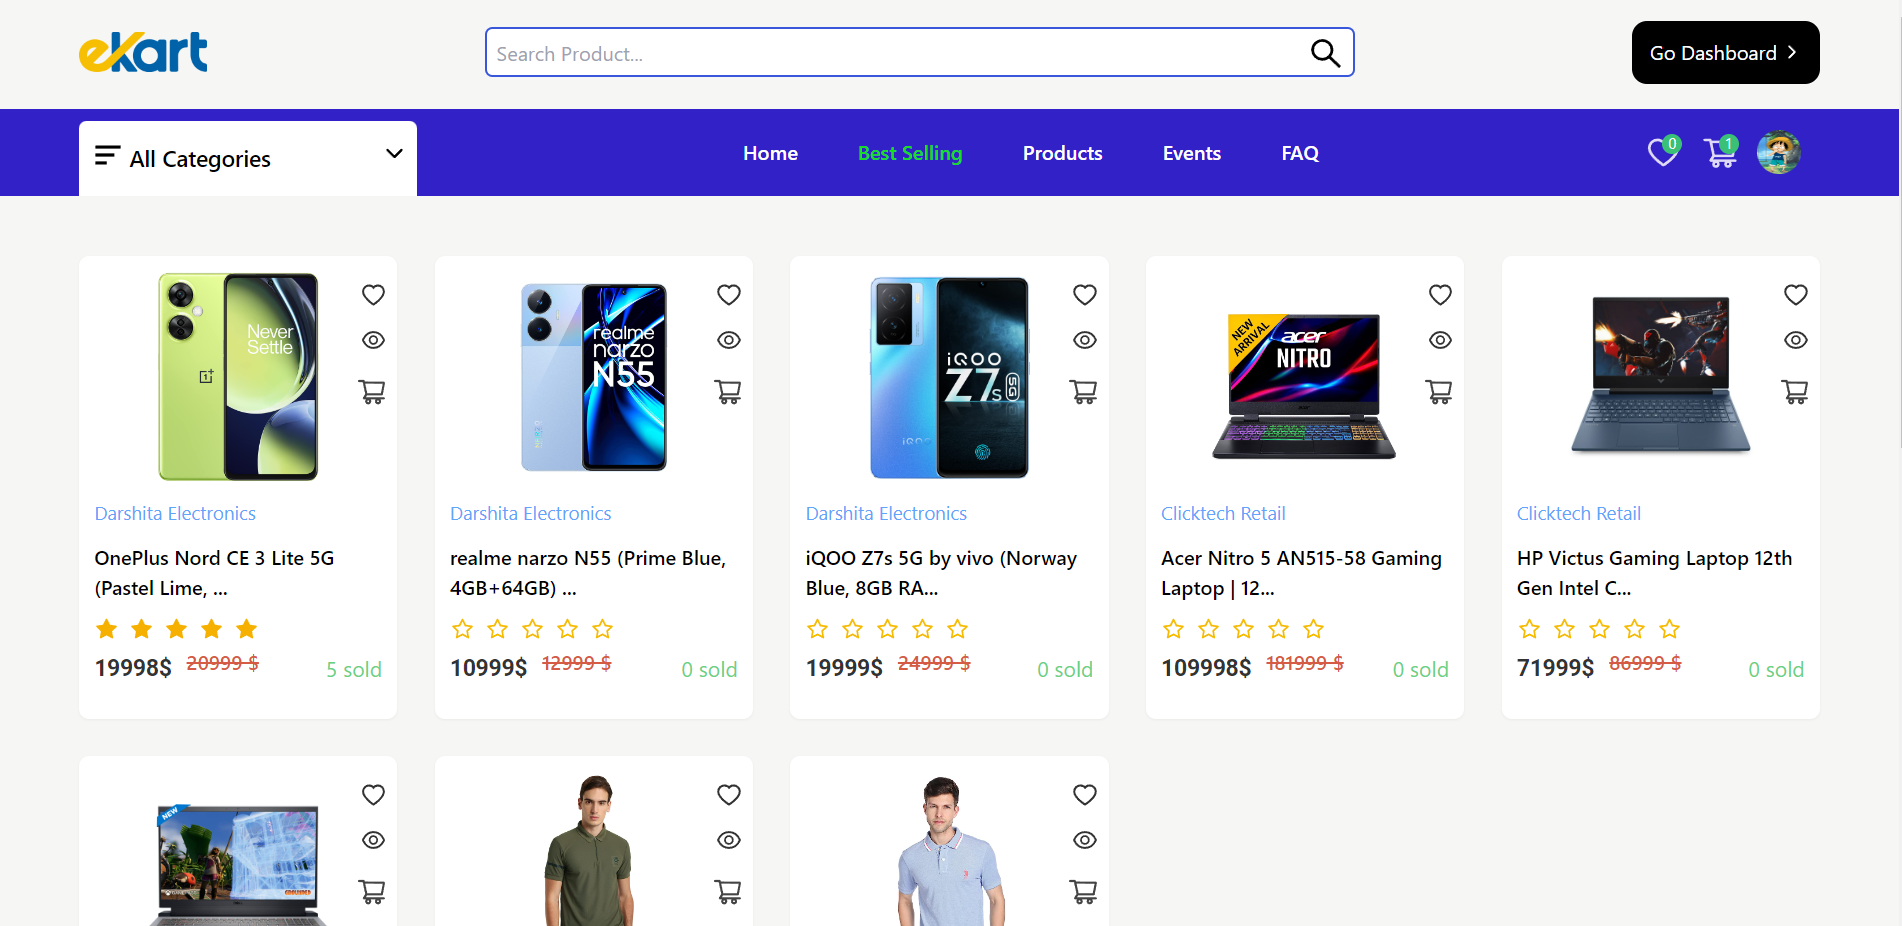 eKart
Search Product...
Go Dashboard
All Categories
Home
Best Selling
Products
Events
FAQ
0
1
Never
Settle
realme
narzo
N55
iQOO
Z7s 5G
iQOO
NEW
ARRIVAL
acer
NITRO
Darshita Electronics
OnePlus Nord CE 3 Lite 5G
(Pastel Lime, ...
19998$ 20999 $ 5 sold
Darshita Electronics
realme narzo N55 (Prime Blue,
4GB+64GB) ...
10999$ 12999 $ 0 sold
Darshita Electronics
iQOO Z7s 5G by vivo (Norway
Blue, 8GB RA...
19999$ 24999 $ 0 sold
Clicktech Retail
Acer Nitro 5 AN515-58 Gaming
Laptop | 12...
109998$ 181999 $ 0 sold
Clicktech Retail
HP Victus Gaming Laptop 12th
Gen Intel C...
71999$ 86999 $ 0 sold
NEW
GROUNDED